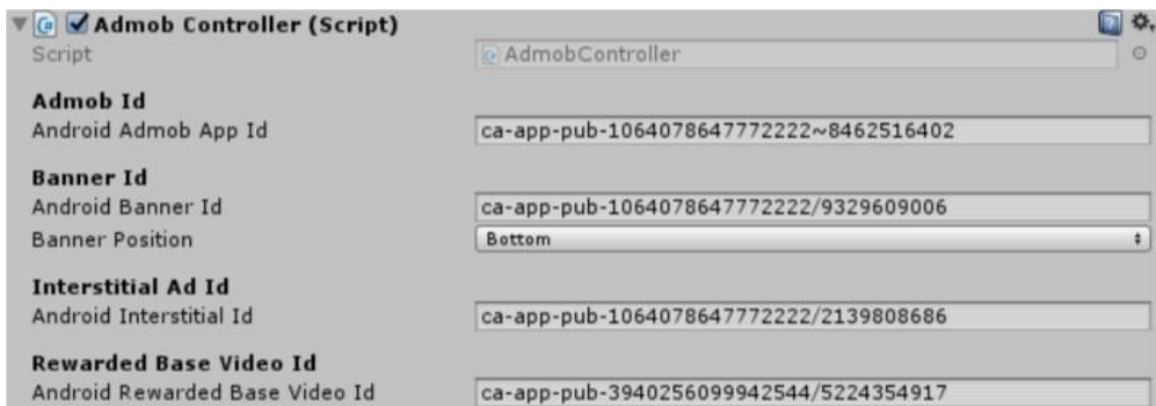 Admob Controller (Script)
Script AdmobController
Admob Id
Android Admob App Id ca-app-pub-1064078647772222~8462516402
Banner Id
Android Banner Id ca-app-pub-1064078647772222/9329609006
Banner Position Bottom
Interstitial Ad Id
Android Interstitial Id ca-app-pub-1064078647772222/2139808686
Rewarded Base Video Id
Android Rewarded Base Video Id ca-app-pub-3940256099942544/5224354917